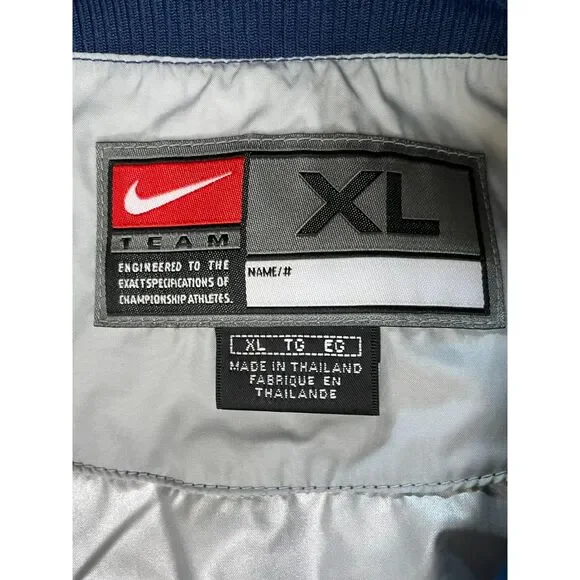 XL
TEAM
ENGINEERED TO THE
EXACT SPECIFICATIONS OF
CHAMPIONSHIP ATHLETES.
NAME/#
XL TG EG
MADE IN THAILAND
FABRIQUE EN
THAILANDE